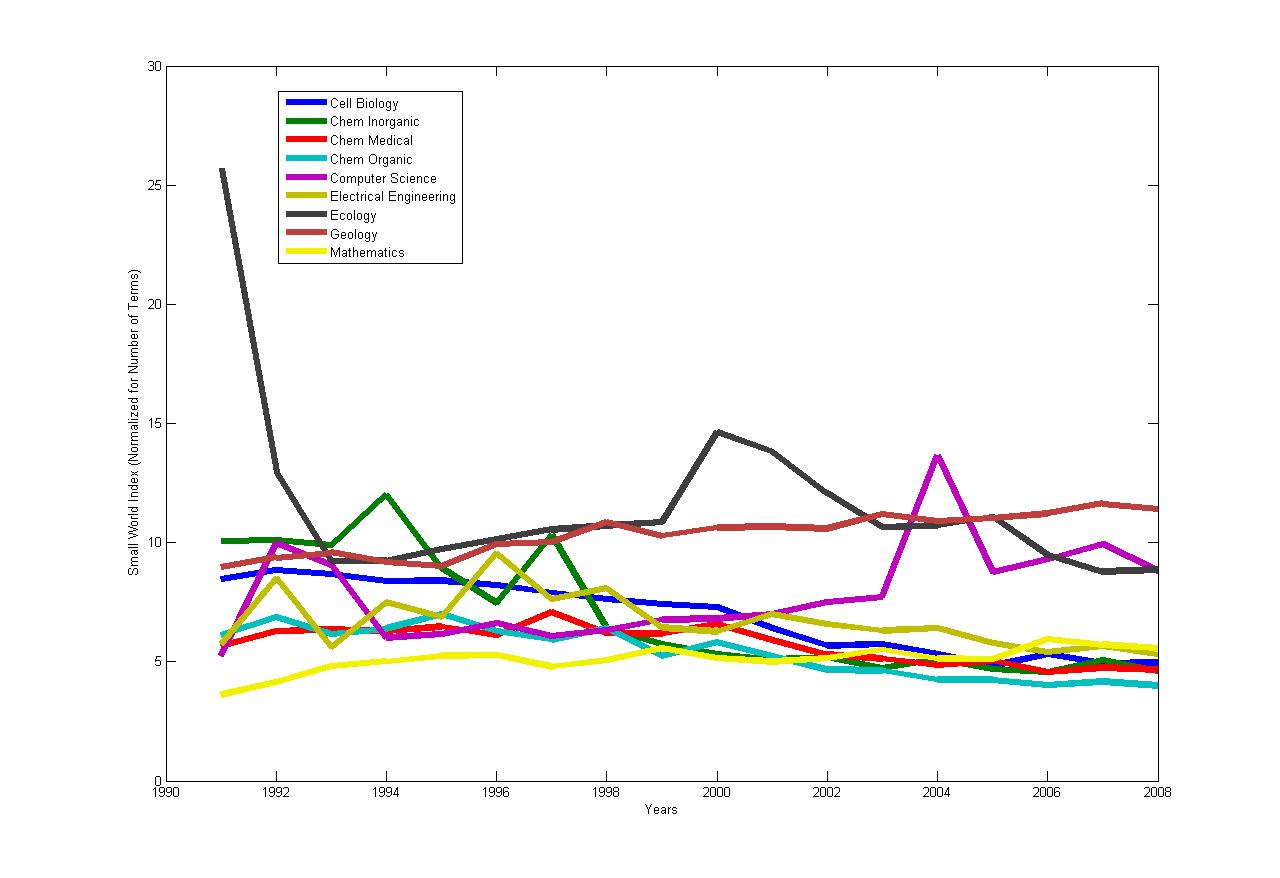 30
25
20
15
10
5
0
Small World Index (Normalized for Number of Terms)
Cell Biology
Chem Inorganic
Chem Medical
Chem Organic
Computer Science
Electrical Engineering
Ecology
Geology
Mathematics
1990 1992 1994 1996 1998 2000 2002 2004 2006 2008
Years